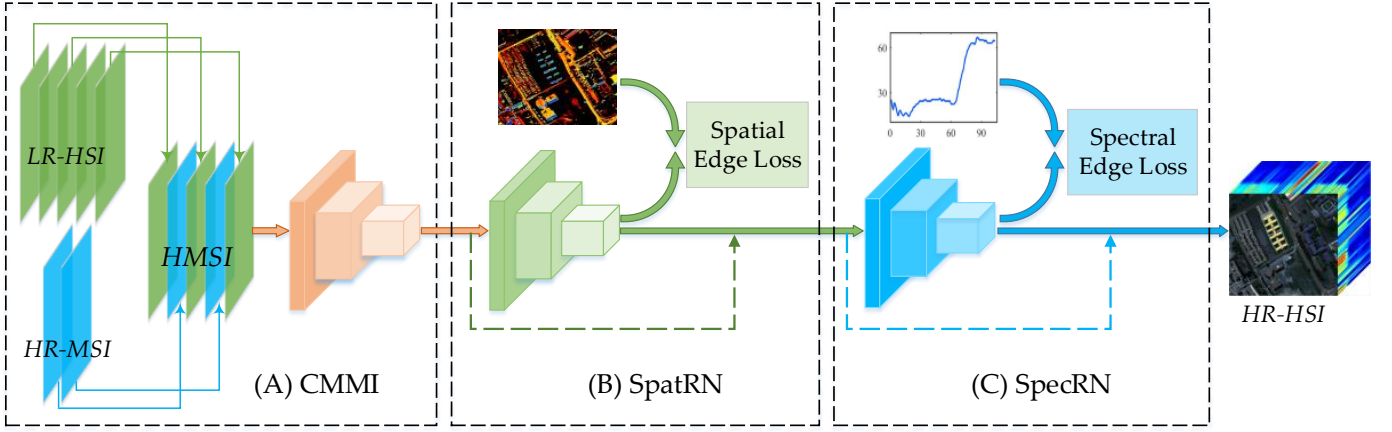 LR-HSI
HR-MSI
HMSI
(A) CMMI
Spatial
Edge Loss
(B) SpatRN
60
30
0
30
60
90
Spectral
Edge Loss
(C) SpecRN
HR-HSI